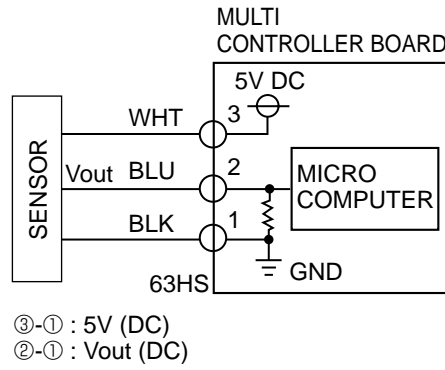 MULTI
CONTROLLER BOARD
5V DC
SENSOR
WHT
3
Vout
BLU
2
MICRO
COMPUTER
BLK
1
63HS
GND
③-① : 5V (DC)
②-① : Vout (DC)